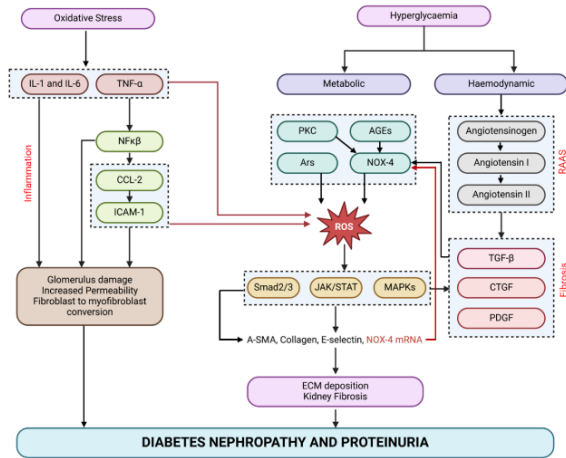 Oxidative Stress
Hyperglycaemia
IL-1 and IL-6
TNF-α
Metabolic
Haemodynamic
Inflammation
NFκβ
CCL-2
ICAM-1
PKC
AGEs
Ars
NOX-4
Angiotensinogen
Angiotensin I
Angiotensin II
RAAS
ROS
Glomerulus damage
Increased Permeability
Fibroblast to myofibroblast
conversion
Smad2/3
JAK/STAT
MAPKs
TGF-β
CTGF
PDGF
Fibrosis
A-SMA, Collagen, E-selectin, NOX-4 mRNA
ECM deposition
Kidney Fibrosis
DIABETES NEPHROPATHY AND PROTEINURIA